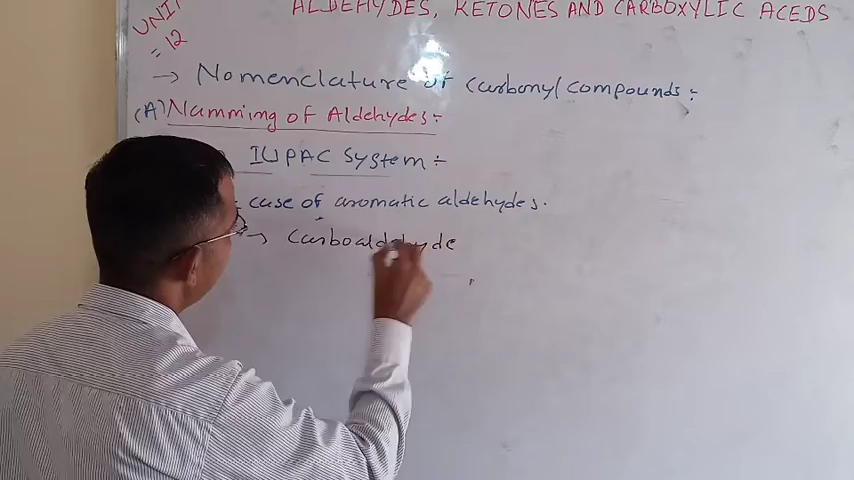 UNIT
= 12
ALDEHYDES, KETONES AND CARBOXYLIC ACEDS
→ Nomenclature of Carbonyl compounds:
(A) Namming of Aldehydes:
IUPAC System:
case of aromatic aldehydes.
→ Carboaldehyde